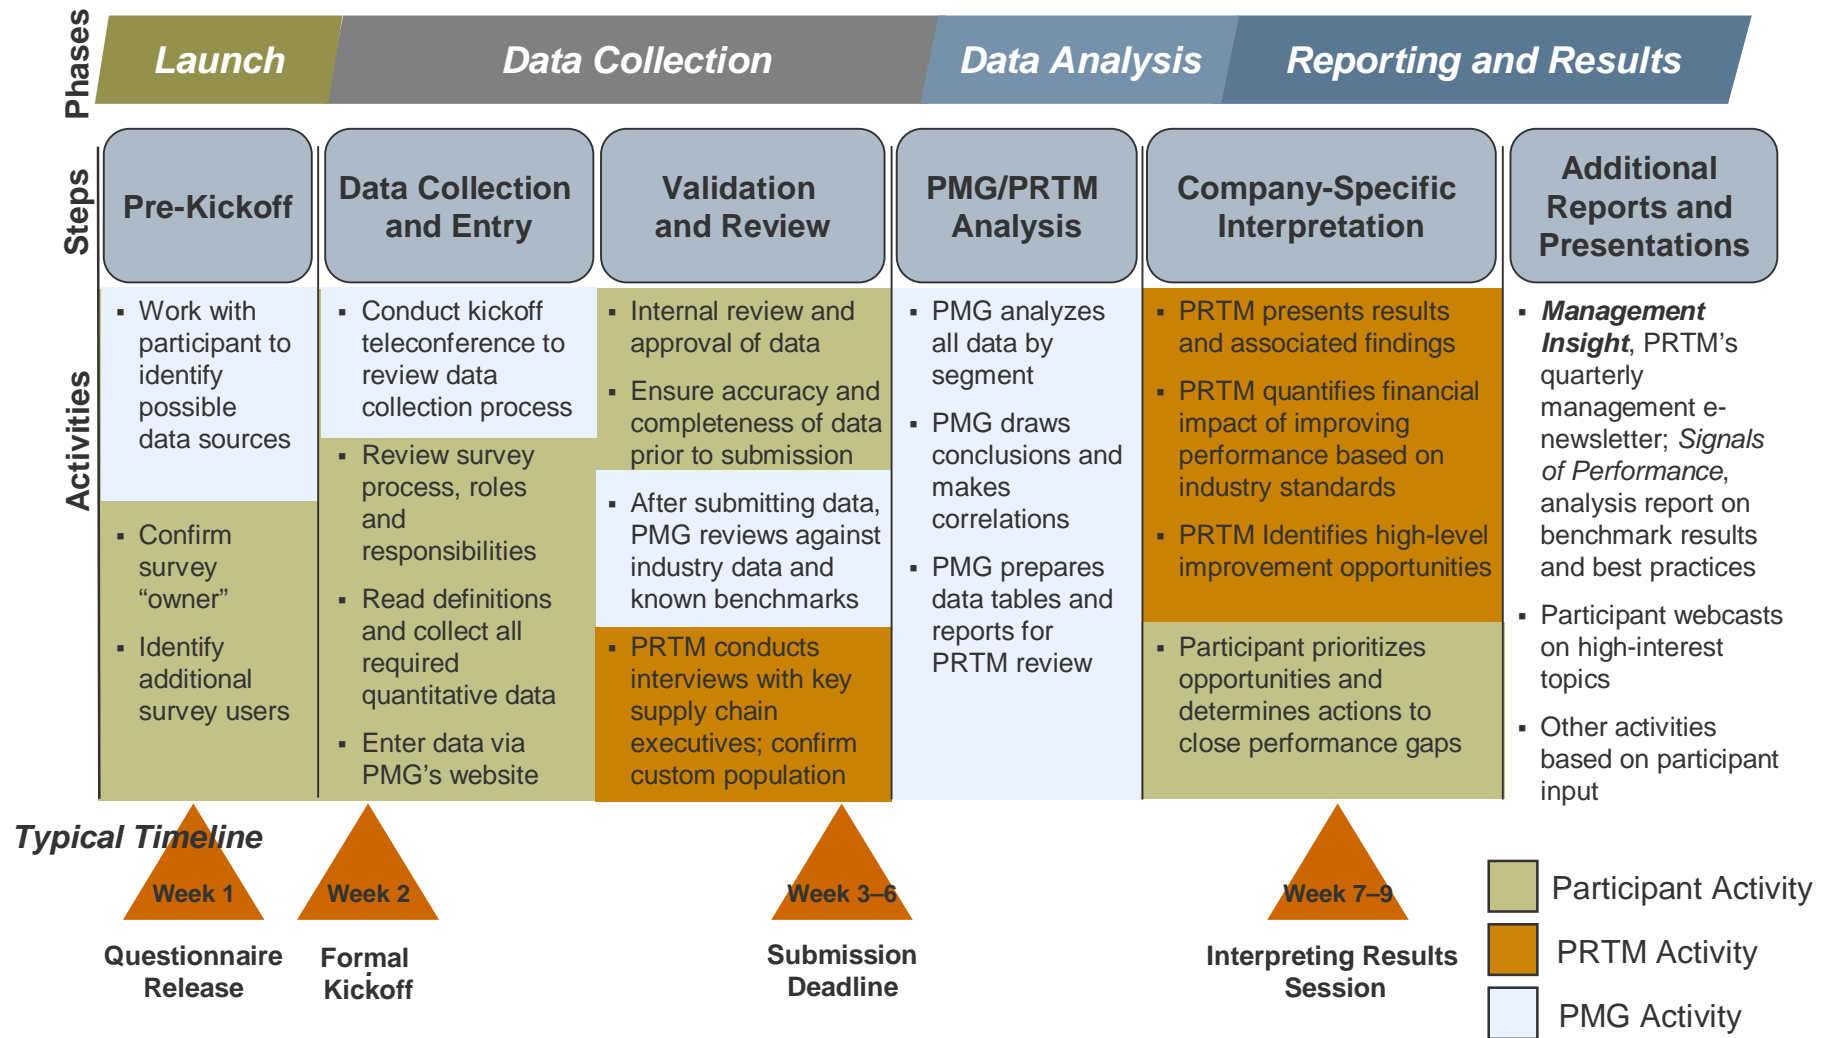 Phases
Launch
Data Collection
Data Analysis
Reporting and Results
Steps
Pre-Kickoff
Data Collection
and Entry
Validation
and Review
PMG/PRTM
Analysis
Company-Specific
Interpretation
Additional
Reports and
Presentations
Activities
▪ Work with
participant to
identify
possible
data sources
▪ Confirm
survey
“owner”
▪ Identify
additional
survey users
▪ Conduct kickoff
teleconference to
review data
collection process
▪ Review survey
process, roles
and
responsibilities
▪ Read definitions
and collect all
required
quantitative data
▪ Enter data via
PMG’s website
▪ Internal review and
approval of data
▪ Ensure accuracy and
completeness of data
prior to submission
▪ After submitting data,
PMG reviews against
industry data and
known benchmarks
▪ PRTM conducts
interviews with key
supply chain
executives; confirm
custom population
▪ PMG analyzes
all data by
segment
▪ PMG draws
conclusions and
makes
correlations
▪ PMG prepares
data tables and
reports for
PRTM review
▪ PRTM presents results
and associated findings
▪ PRTM quantifies financial
impact of improving
performance based on
industry standards
▪ PRTM Identifies high-level
improvement opportunities
▪ Participant prioritizes
opportunities and
determines actions to
close performance gaps
▪ Management
Insight, PRTM’s
quarterly
management e-
newsletter; Signals
of Performance,
analysis report on
benchmark results
and best practices
▪ Participant webcasts
on high-interest
topics
▪ Other activities
based on participant
input
Typical Timeline
Week 1
Questionnaire
Release
Week 2
Formal
Kickoff
Week 3–6
Submission
Deadline
Week 7–9
Interpreting Results
Session
Participant Activity
PRTM Activity
PMG Activity